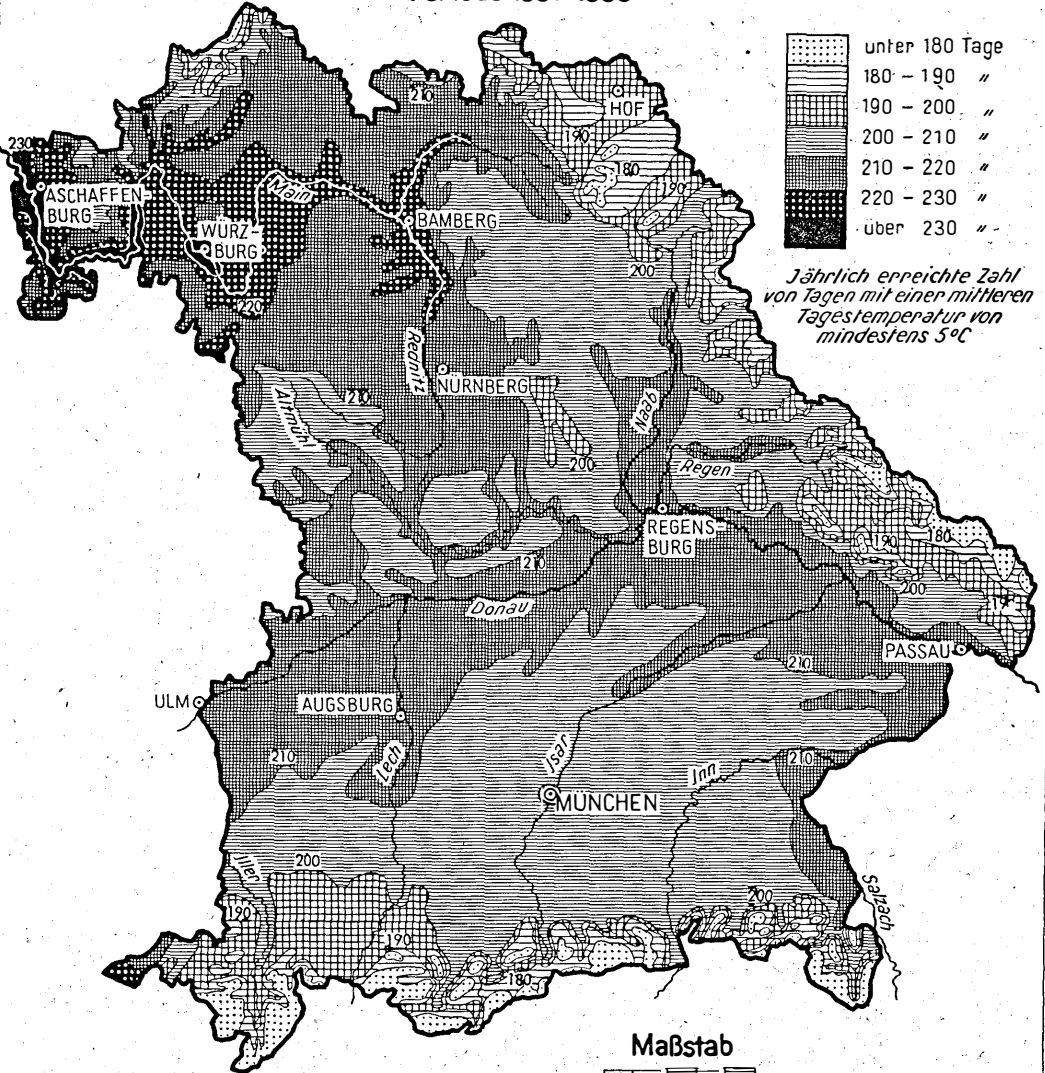 unter 180 Tage
180 – 190 "
190 – 200 "
200 – 210 "
210 – 220 "
220 – 230 "
über 230 "
Jährlich erreichte Zahl
von Tagen mit einer mittleren
Tagestemperatur von
mindestens 5°C
210
HOF
190
180
190
230
ASCHAFFEN-
BURG
Main
WÜRZ-
BURG
BAMBERG
220
200
Rednitz
NÜRNBERG
210
Altmühl
Naab
200
Regen
REGENS-
BURG
190
180
200
210
Donau
PASSAU
210
ULM
AUGSBURG
Lech
210
Jsar
Inn
210
MÜNCHEN
Jller
200
190
190
180
200
Salzach
Maßstab